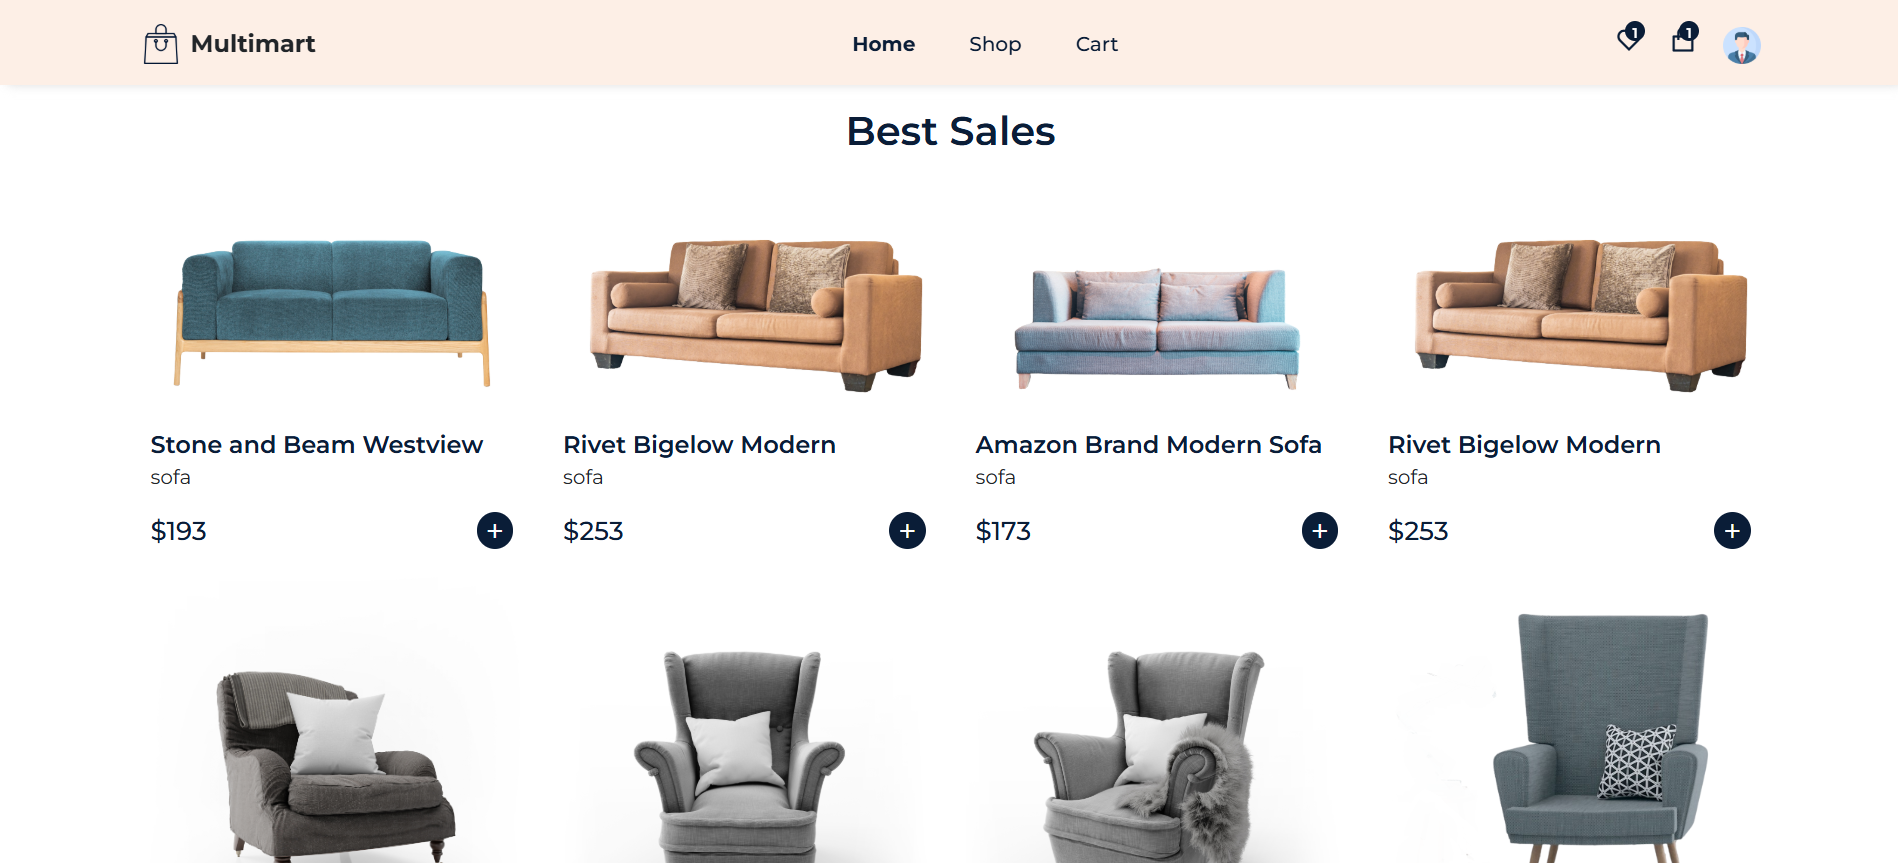 Multimart
Home Shop Cart
1 1
Best Sales
Stone and Beam Westview
sofa
$193 +
Rivet Bigelow Modern
sofa
$253 +
Amazon Brand Modern Sofa
sofa
$173 +
Rivet Bigelow Modern
sofa
$253 +